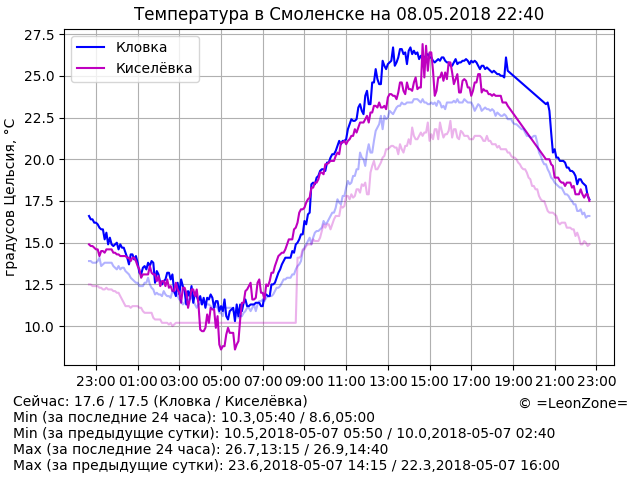 Температура в Смоленске на 08.05.2018 22:40
градусов Цельсия, °C
27.5
25.0
22.5
20.0
17.5
15.0
12.5
10.0
Кловка
Киселёвка
23:00 01:00 03:00 05:00 07:00 09:00 11:00 13:00 15:00 17:00 19:00 21:00 23:00
Сейчас: 17.6 / 17.5 (Кловка / Киселёвка)
© =LeonZone=
Min (за последние 24 часа): 10.3,05:40 / 8.6,05:00
Min (за предыдущие сутки): 10.5,2018-05-07 05:50 / 10.0,2018-05-07 02:40
Max (за последние 24 часа): 26.7,13:15 / 26.9,14:40
Max (за предыдущие сутки): 23.6,2018-05-07 14:15 / 22.3,2018-05-07 16:00